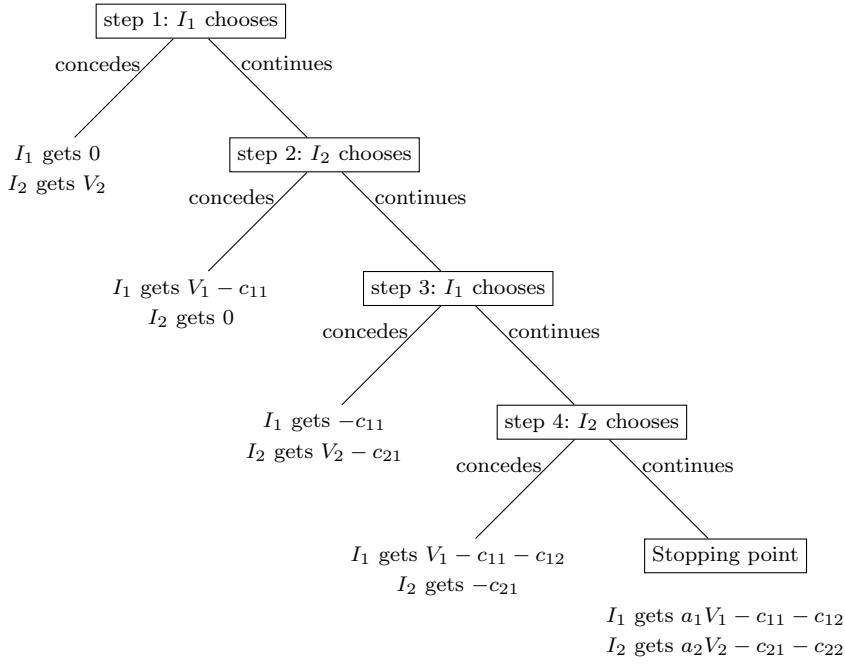 step 1: I₁ chooses
concedes
continues
I₁ gets 0
I₂ gets V₂
step 2: I₂ chooses
concedes
continues
I₁ gets V₁ − c₁₁
I₂ gets 0
step 3: I₁ chooses
concedes
continues
I₁ gets −c₁₁
I₂ gets V₂ − c₂₁
step 4: I₂ chooses
concedes
continues
I₁ gets V₁ − c₁₁ − c₁₂
I₂ gets −c₂₁
Stopping point
I₁ gets a₁V₁ − c₁₁ − c₁₂
I₂ gets a₂V₂ − c₂₁ − c₂₂